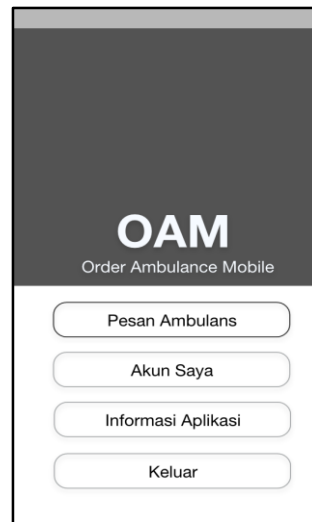 OAM
Order Ambulance Mobile
Pesan Ambulans
Akun Saya
Informasi Aplikasi
Keluar